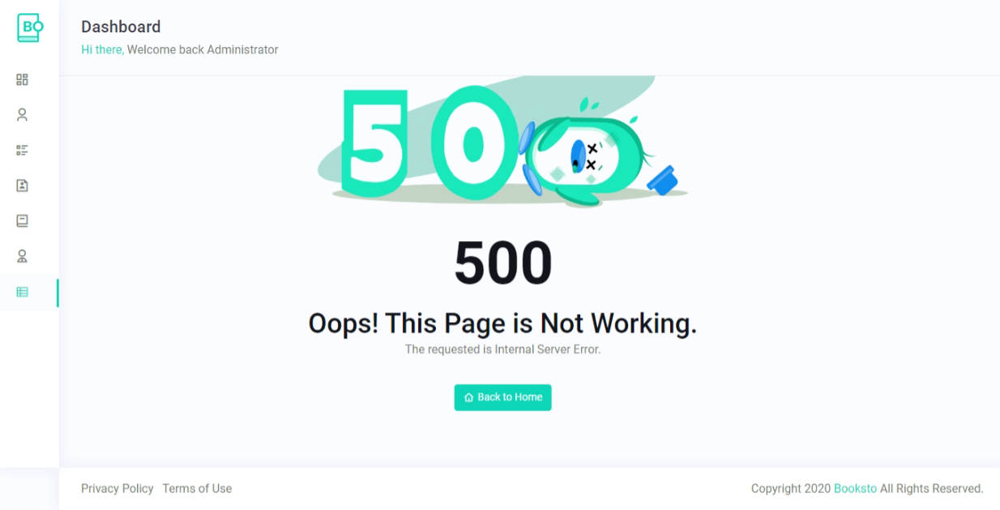 BO
Dashboard
Hi there, Welcome back Administrator
500
500
Oops! This Page is Not Working.
The requested is Internal Server Error.
Back to Home
Privacy Policy Terms of Use
Copyright 2020 Booksto All Rights Reserved.